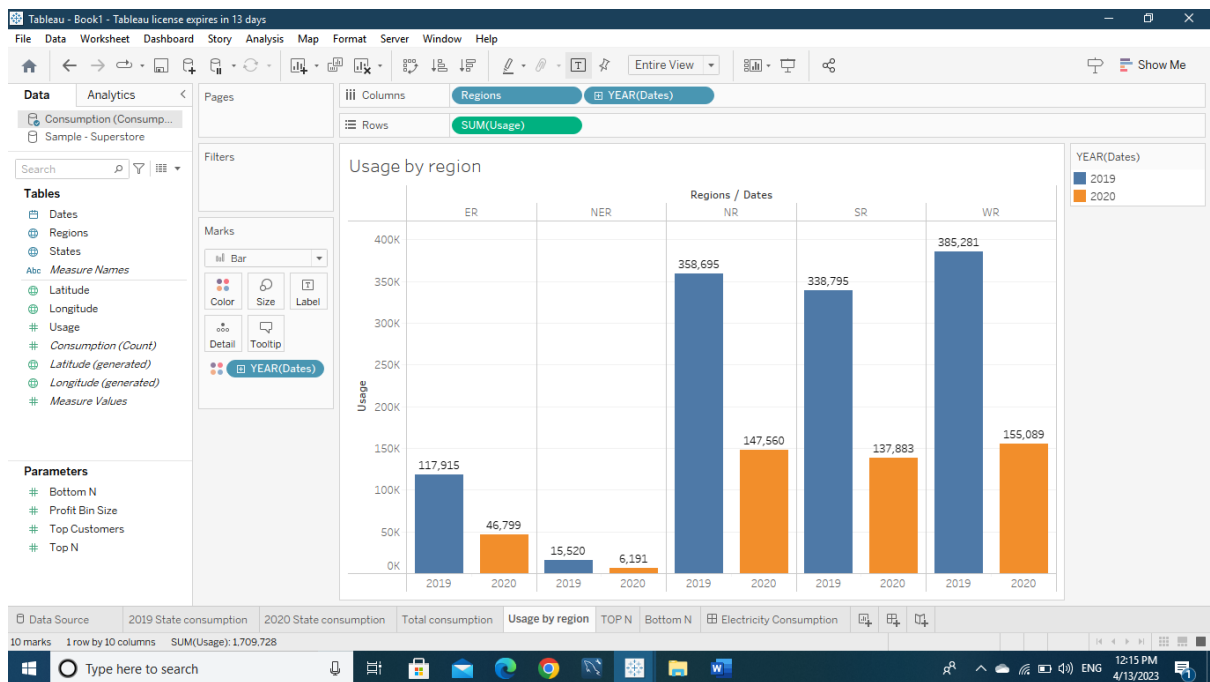 Tableau - Book1 - Tableau license expires in 13 days
File Data Worksheet Dashboard Story Analysis Map Format Server Window Help
Entire View
Show Me
Data Analytics
Consumption (Consump...
Sample - Superstore
Search
Tables
Dates
Regions
States
Abc Measure Names
Latitude
Longitude
# Usage
# Consumption (Count)
Latitude (generated)
Longitude (generated)
# Measure Values
Parameters
# Bottom N
# Profit Bin Size
# Top Customers
# Top N
Pages
Filters
Marks
Bar
Color Size Label
Detail Tooltip
YEAR(Dates)
Columns Regions YEAR(Dates)
Rows SUM(Usage)
Usage by region
Regions / Dates
ER NER NR SR WR
Usage
400K
350K
300K
250K
200K
150K
100K
50K
0K
117,915
46,799
15,520
6,191
358,695
147,560
338,795
137,883
385,281
155,089
2019 2020 2019 2020 2019 2020 2019 2020 2019 2020
YEAR(Dates)
2019
2020
Data Source 2019 State consumption 2020 State consumption Total consumption Usage by region TOP N Bottom N Electricity Consumption
10 marks 1 row by 10 columns SUM(Usage): 1,709,728
Type here to search
ENG
12:15 PM
4/13/2023
1